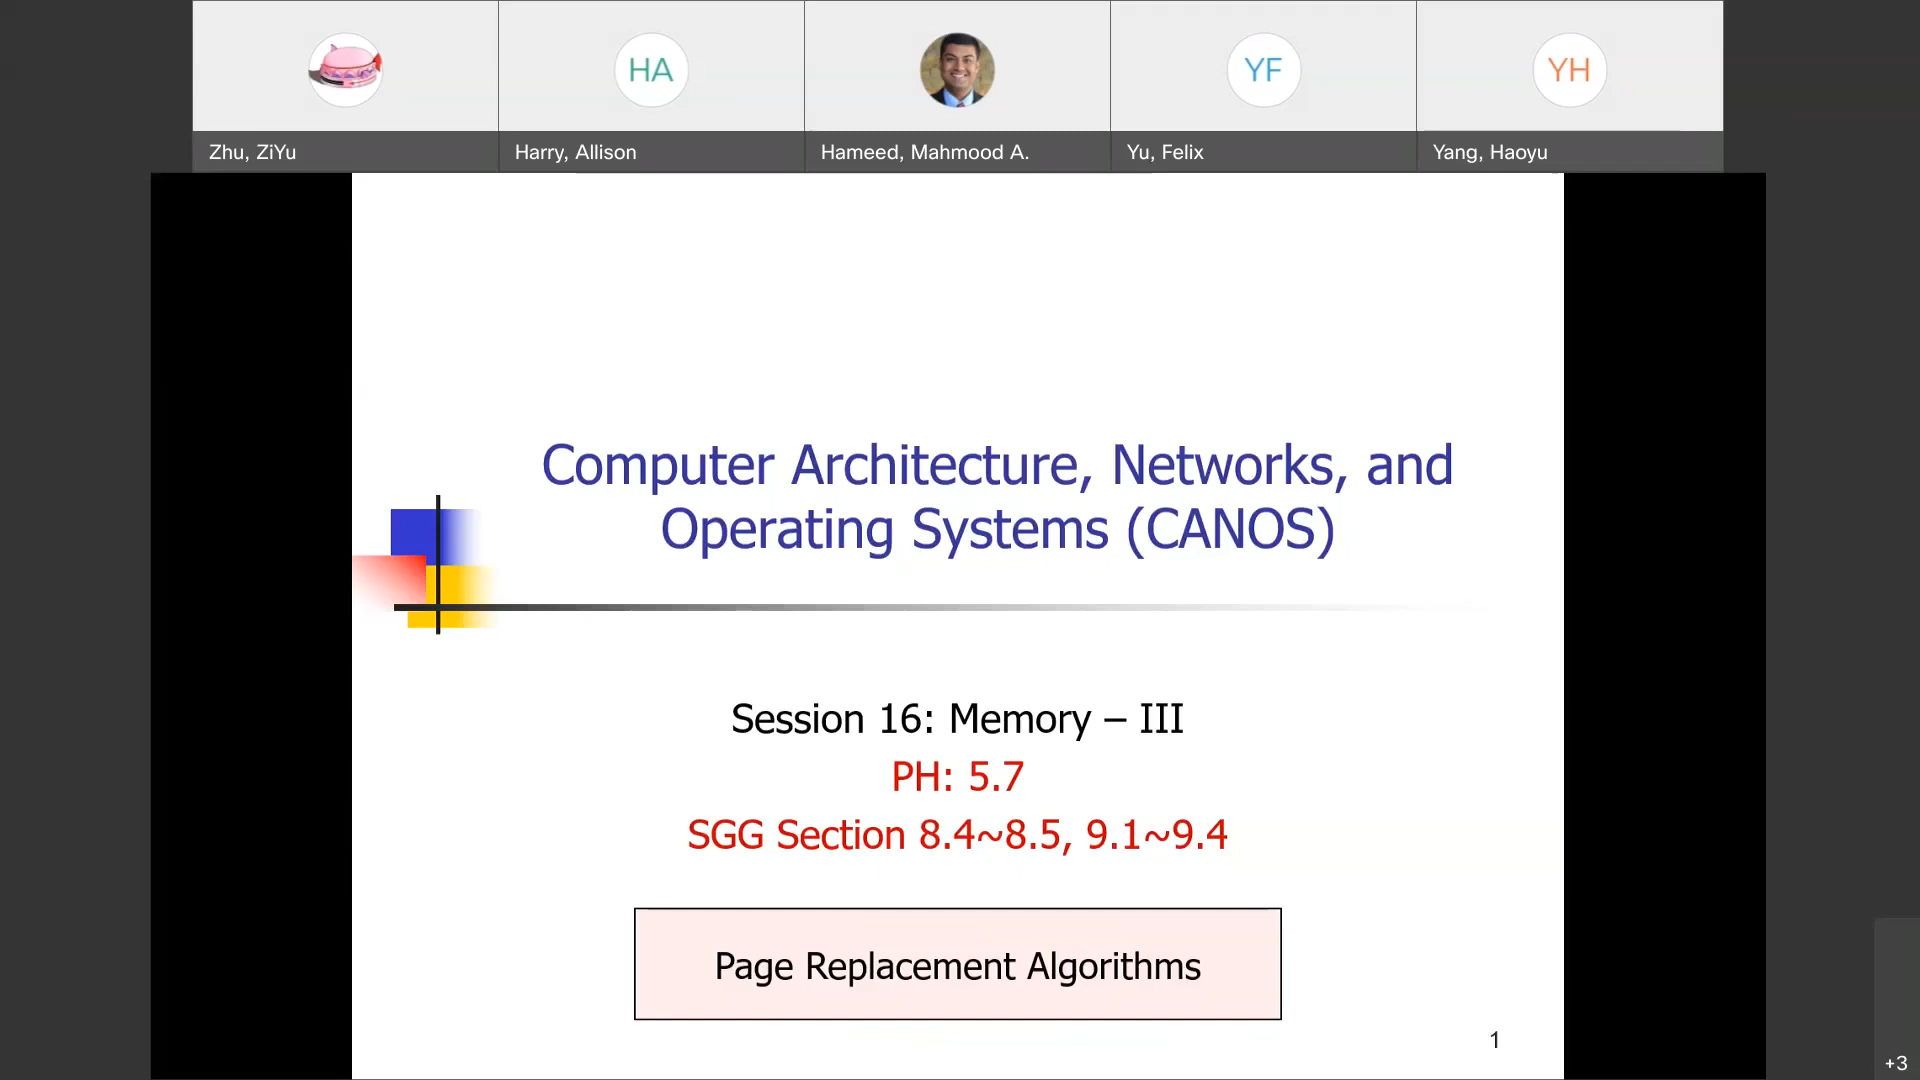 HA
YF
YH
Zhu, ZiYu
Harry, Allison
Hameed, Mahmood A.
Yu, Felix
Yang, Haoyu
Computer Architecture, Networks, and
Operating Systems (CANOS)
Session 16: Memory – III
PH: 5.7
SGG Section 8.4~8.5, 9.1~9.4
Page Replacement Algorithms
1
+3